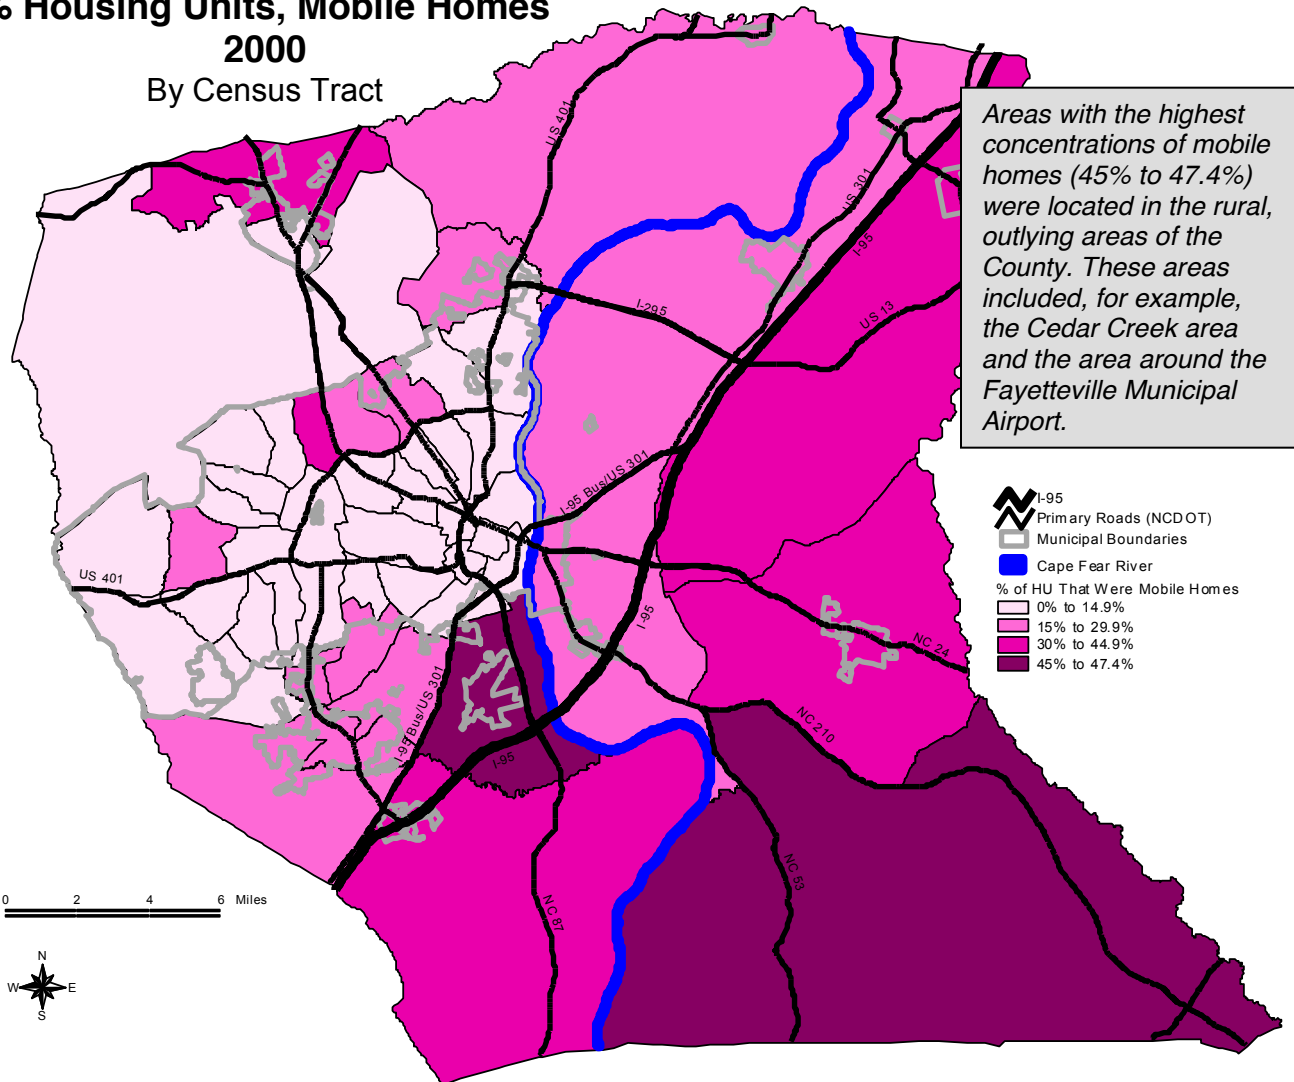 % Housing Units, Mobile Homes
2000
By Census Tract
Areas with the highest
concentrations of mobile
homes (45% to 47.4%)
were located in the rural,
outlying areas of the
County. These areas
included, for example,
the Cedar Creek area
and the area around the
Fayetteville Municipal
Airport.
US 401
US 301
I-95
I-295
US 13
I-95 Bus/US 301
US 401
I-95
NC 24
I-95 Bus/US 301
I-95
NC 210
NC 53
NC 87
I-95
Primary Roads (NCDOT)
Municipal Boundaries
Cape Fear River
% of HU That Were Mobile Homes
0% to 14.9%
15% to 29.9%
30% to 44.9%
45% to 47.4%
0 2 4 6 Miles
N
W E
S